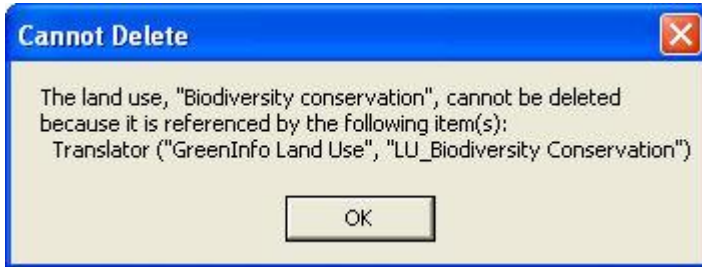 Cannot Delete
The land use, "Biodiversity conservation", cannot be deleted
because it is referenced by the following item(s):
Translator ("GreenInfo Land Use", "LU_Biodiversity Conservation")
OK